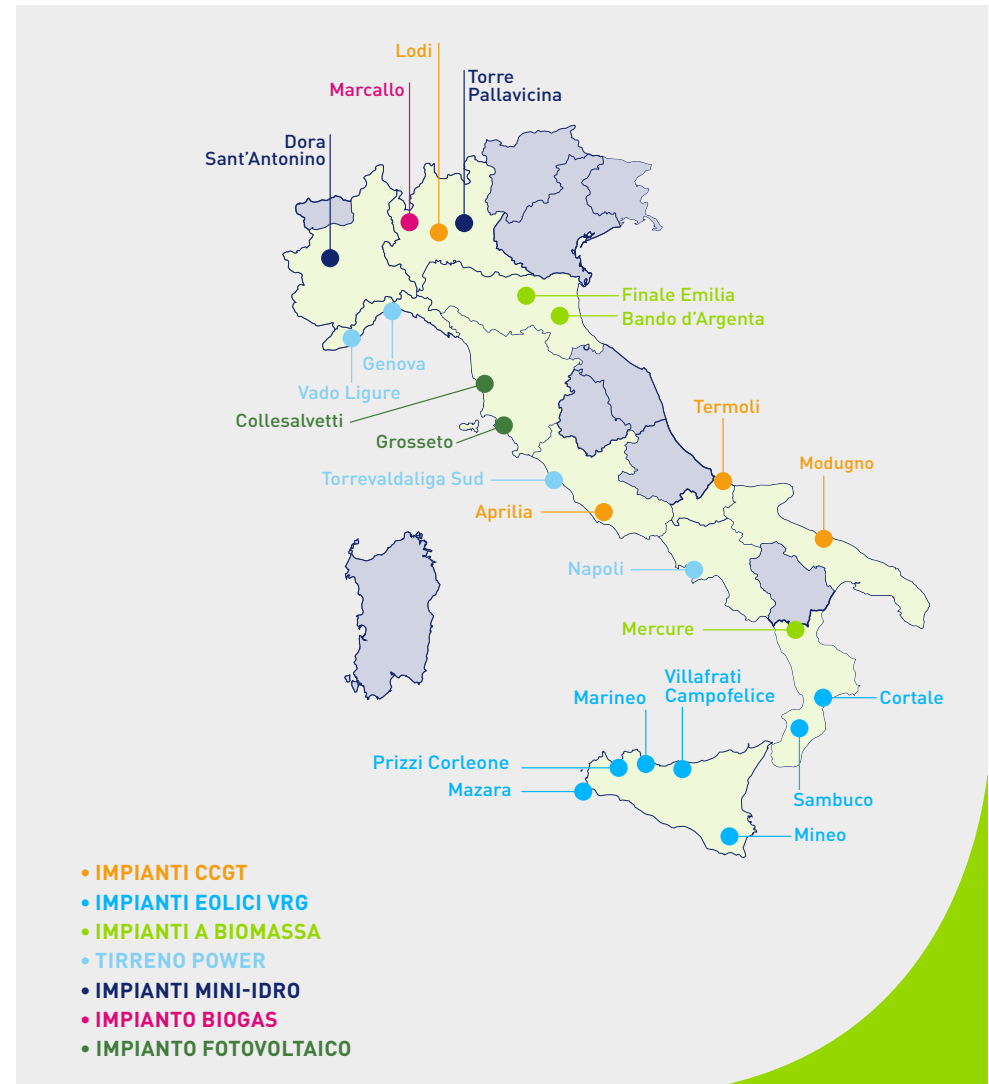 Lodi
Torre
Pallavicina
Marcallo
Dora
Sant'Antonino
Finale Emilia
Bando d'Argenta
Genova
Vado Ligure
Collesalvetti
Grosseto
Termoli
Modugno
Torrevaldaliga Sud
Aprilia
Napoli
Mercure
Villafrati
Campofelice
Marineo
Cortale
Prizzi Corleone
Mazara
Sambuco
Mineo
• IMPIANTI CCGT
• IMPIANTI EOLICI VRG
• IMPIANTI A BIOMASSA
• TIRRENO POWER
• IMPIANTI MINI-IDRO
• IMPIANTO BIOGAS
• IMPIANTO FOTOVOLTAICO